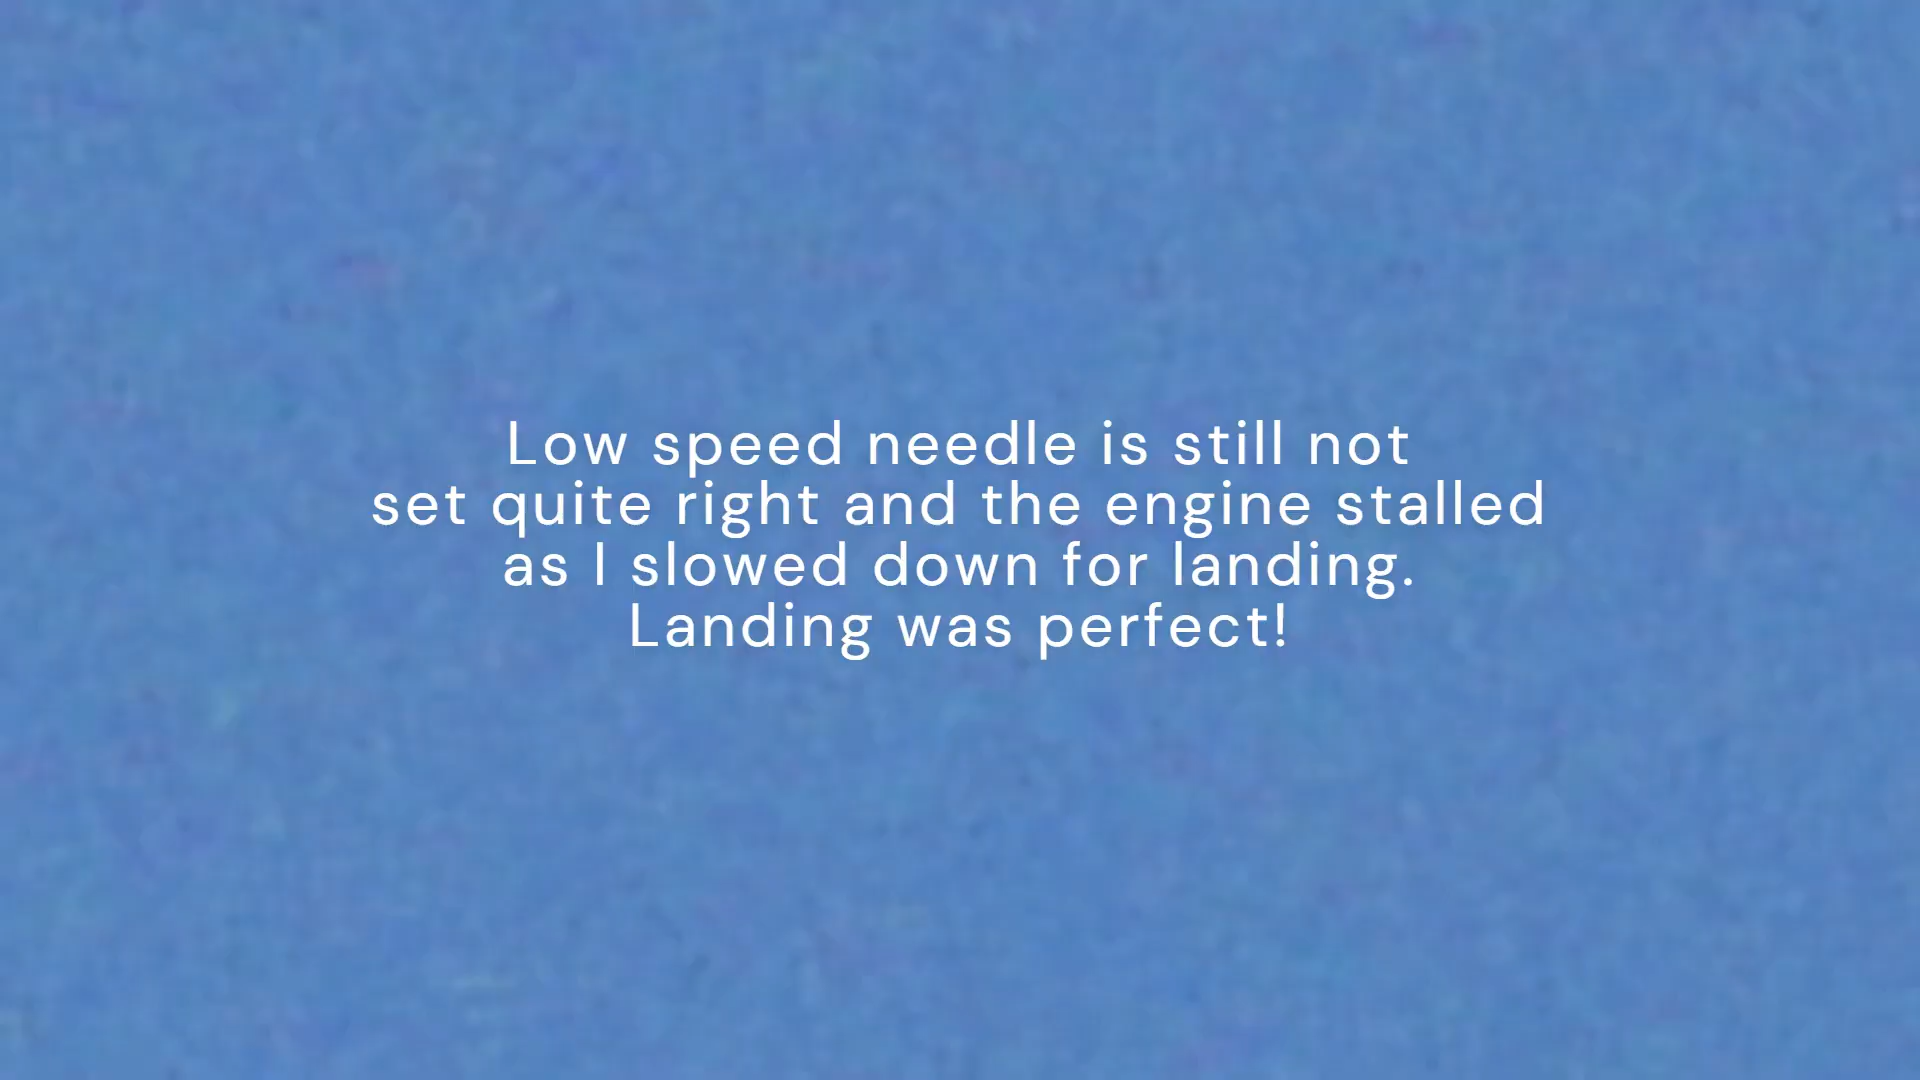 Low speed needle is still not
set quite right and the engine stalled
as I slowed down for landing.
Landing was perfect!